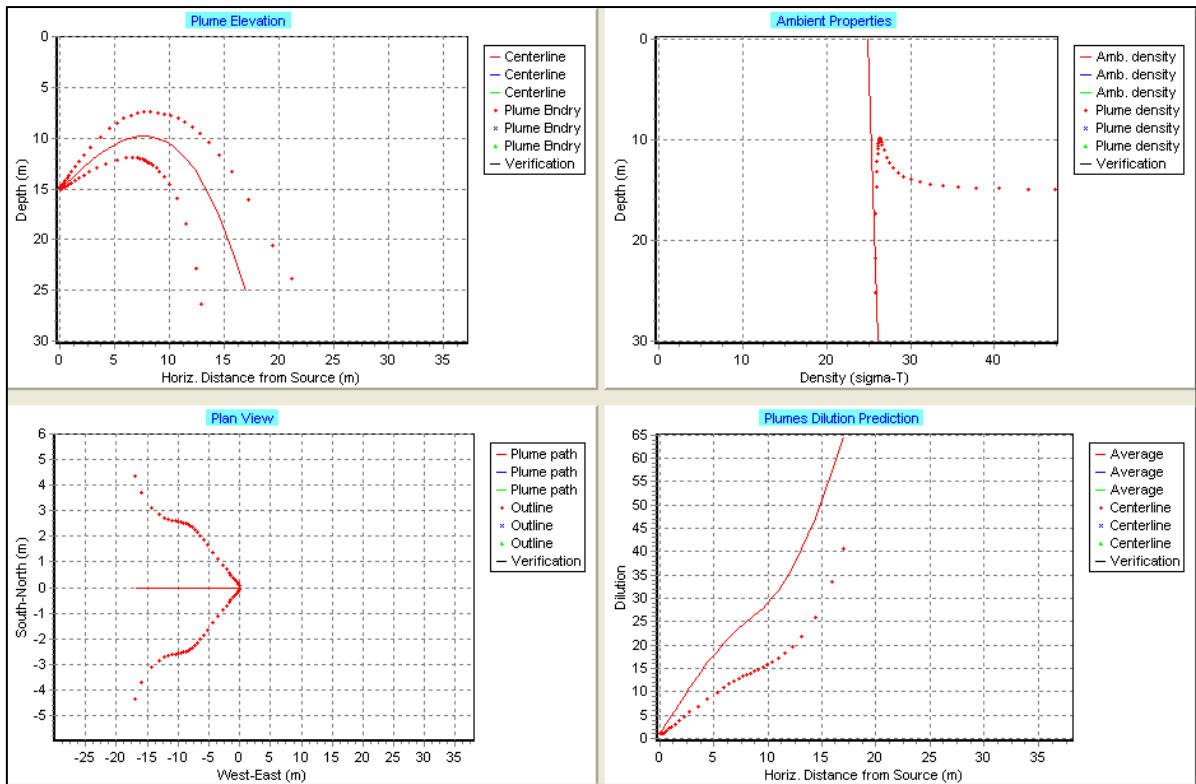 Plume Elevation
0
5
10
15
20
25
30
Depth (m)
0 5 10 15 20 25 30 35
Horiz. Distance from Source (m)
Centerline
Centerline
Centerline
Plume Bndry
Plume Bndry
Plume Bndry
Verification
Ambient Properties
0
10
20
30
Depth (m)
0 10 20 30 40
Density (sigma-T)
Amb. density
Amb. density
Amb. density
Plume density
Plume density
Plume density
Verification
Plan View
6
5
4
3
2
1
0
-1
-2
-3
-4
-5
South-North (m)
-25 -20 -15 -10 -5 0 5 10 15 20 25 30 35
West-East (m)
Plume path
Plume path
Plume path
Outline
Outline
Outline
Verification
Plumes Dilution Prediction
65
60
55
50
45
40
35
30
25
20
15
10
5
0
Dilution
0 5 10 15 20 25 30 35
Horiz. Distance from Source (m)
Average
Average
Average
Centerline
Centerline
Centerline
Verification